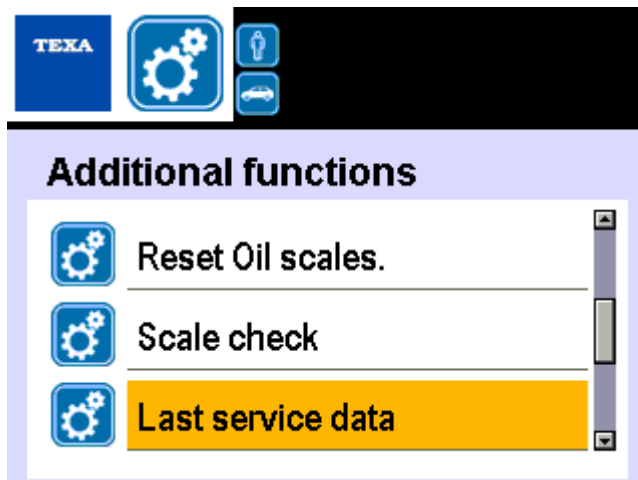 TEXA
Additional functions
Reset Oil scales.
Scale check
Last service data